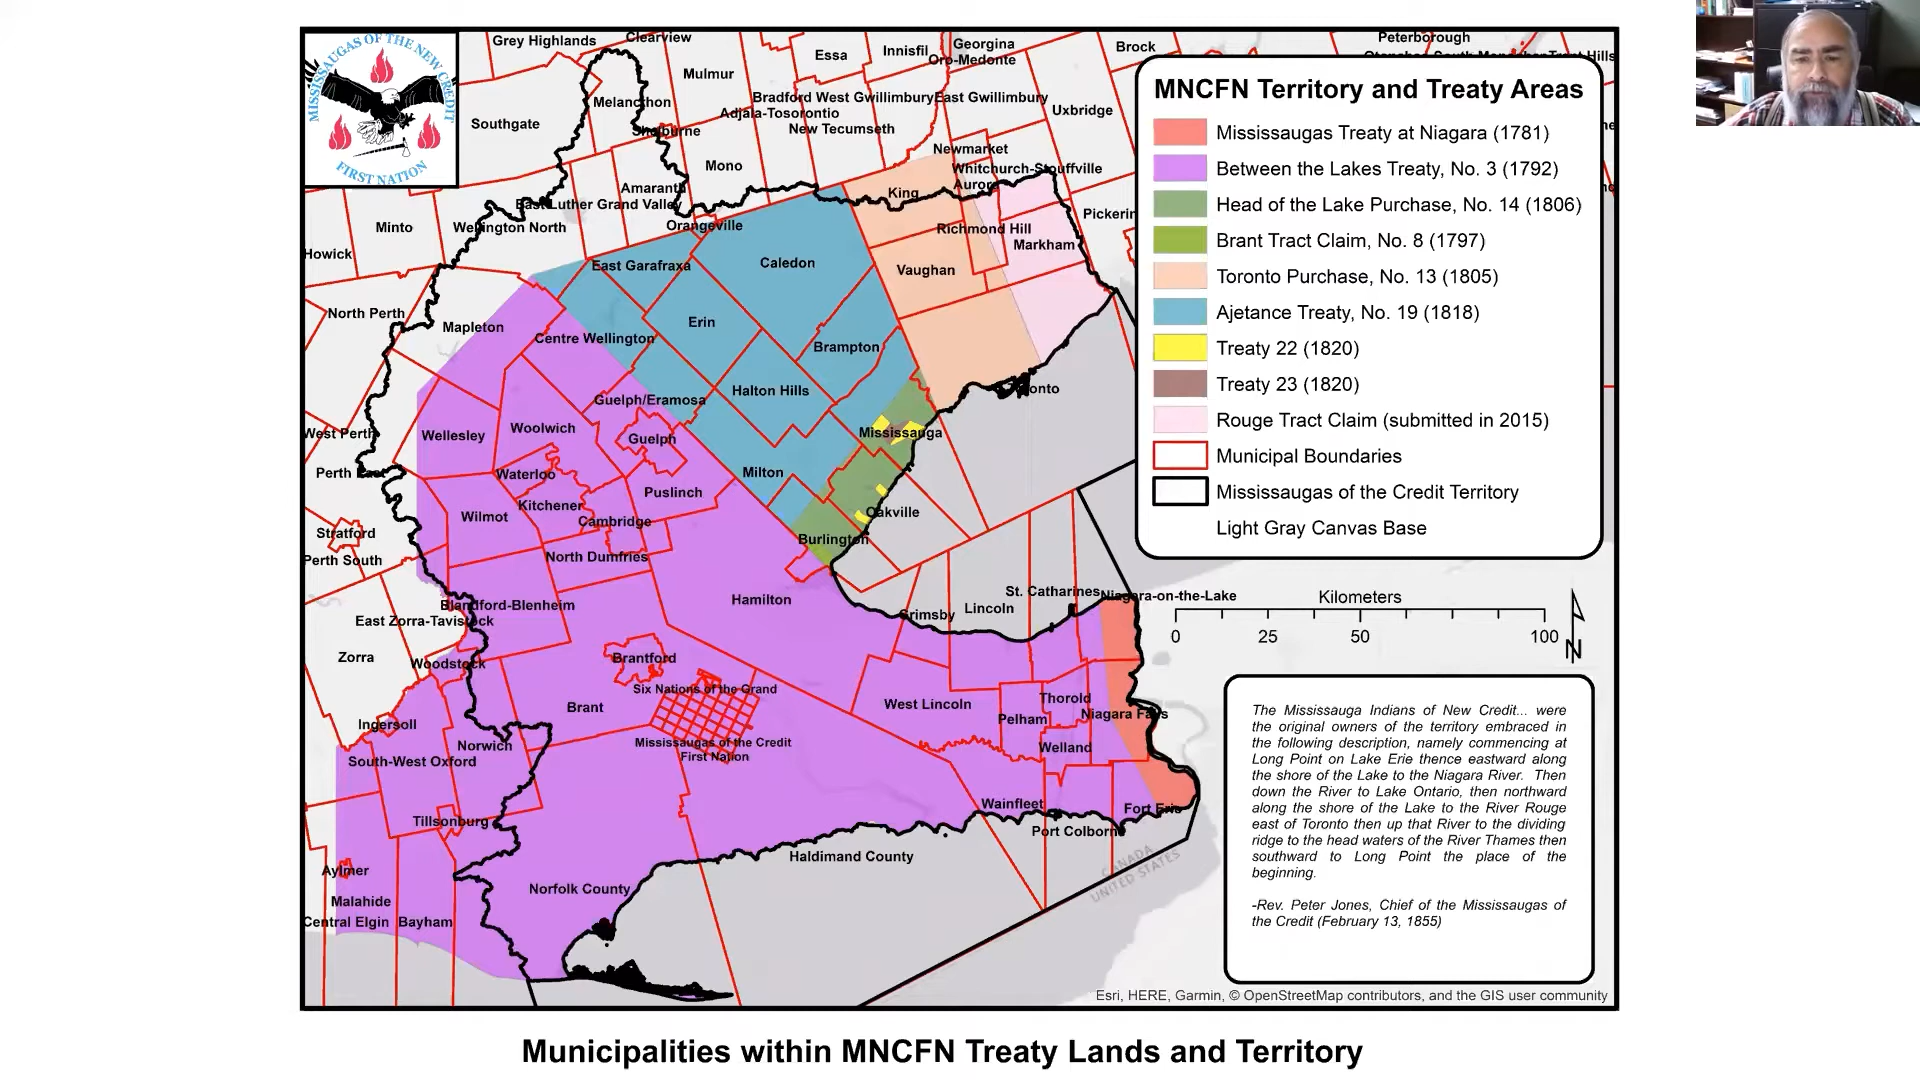 MISSISSAUGAS OF THE NEW CREDIT
FIRST NATION
Grey Highlands
Clearview
Essa
Innisfil
Georgina
Oro-Medonte
Brock
Peterborough
Mulmur
Melancthon
Bradford West Gwillimbury
East Gwillimbury
Adjala-Tosorontio
Uxbridge
Southgate
Shelburne
New Tecumseth
Newmarket
Mono
Whitchurch-Stouffville
Aurora
Amaranth
King
East Luther Grand Valley
Minto
Wellington North
Orangeville
Richmond Hill
Markham
Howick
East Garafraxa
Caledon
Vaughan
North Perth
Mapleton
Erin
Centre Wellington
Brampton
Halton Hills
Guelph/Eramosa
West Perth
Wellesley
Woolwich
Guelph
Mississauga
Perth East
Waterloo
Milton
Puslinch
Kitchener
Wilmot
Cambridge
Oakville
Stratford
Burlington
Perth South
North Dumfries
Hamilton
St. Catharines
Niagara-on-the-Lake
Blandford-Blenheim
Grimsby
Lincoln
East Zorra-Tavistock
Zorra
Woodstock
Brantford
Six Nations of the Grand
Brant
West Lincoln
Thorold
Pelham
Niagara Falls
Ingersoll
Norwich
Mississaugas of the Credit
First Nation
Welland
South-West Oxford
Wainfleet
Fort Erie
Tillsonburg
Port Colborne
Haldimand County
CANADA
UNITED STATES
Aylmer
Norfolk County
Malahide
Central Elgin
Bayham
MNCFN Territory and Treaty Areas
Mississaugas Treaty at Niagara (1781)
Between the Lakes Treaty, No. 3 (1792)
Head of the Lake Purchase, No. 14 (1806)
Brant Tract Claim, No. 8 (1797)
Toronto Purchase, No. 13 (1805)
Ajetance Treaty, No. 19 (1818)
Treaty 22 (1820)
Treaty 23 (1820)
Rouge Tract Claim (submitted in 2015)
Municipal Boundaries
Mississaugas of the Credit Territory
Light Gray Canvas Base
Kilometers
0 25 50 100
N
The Mississauga Indians of New Credit... were
the original owners of the territory embraced in
the following description, namely commencing at
Long Point on Lake Erie thence eastward along
the shore of the Lake to the Niagara River. Then
down the River to Lake Ontario, then northward
along the shore of the Lake to the River Rouge
east of Toronto then up that River to the dividing
ridge to the head waters of the River Thames then
southward to Long Point the place of the
beginning.
-Rev. Peter Jones, Chief of the Mississaugas of
the Credit (February 13, 1855)
Esri, HERE, Garmin, © OpenStreetMap contributors, and the GIS user community
Municipalities within MNCFN Treaty Lands and Territory